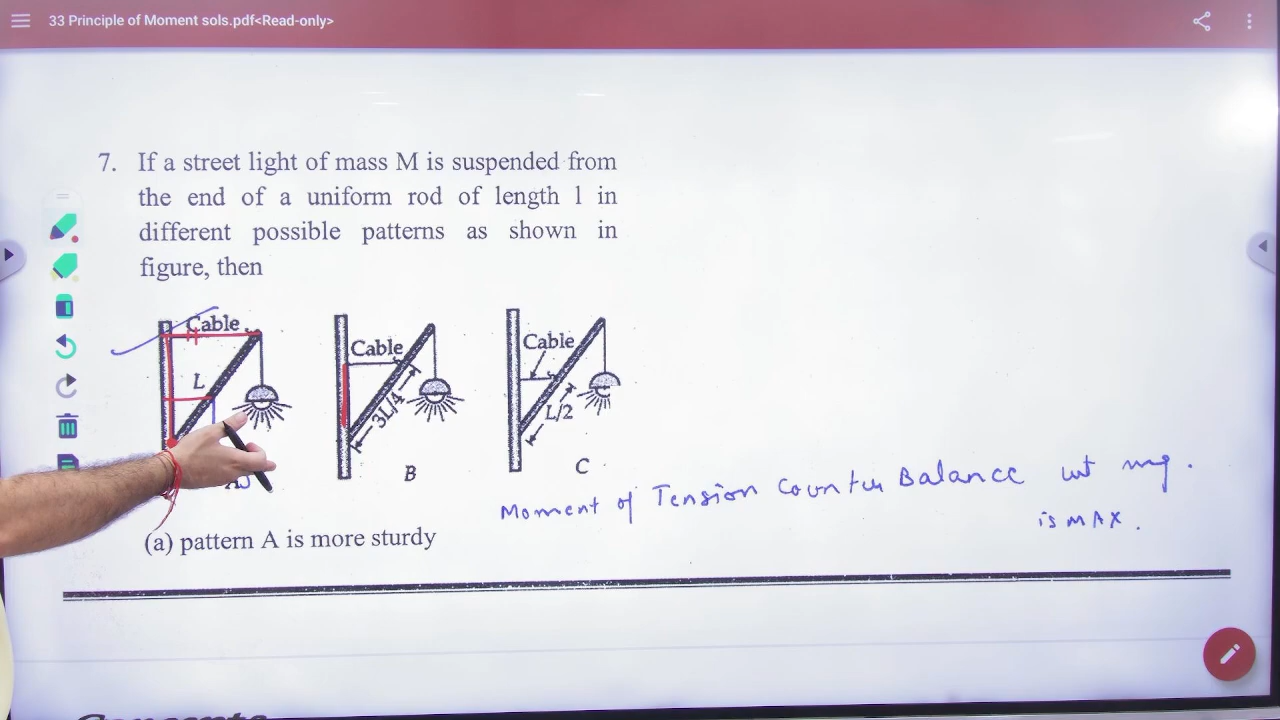 33 Principle of Moment sols.pdf<Read-only>
7. If a street light of mass M is suspended from
the end of a uniform rod of length l in
different possible patterns as shown in
figure, then
Cable
L
Cable
3L/4
B
Cable
L/2
C
Moment of Tension Counter Balance wt mg.
is MAX.
(a) pattern A is more sturdy